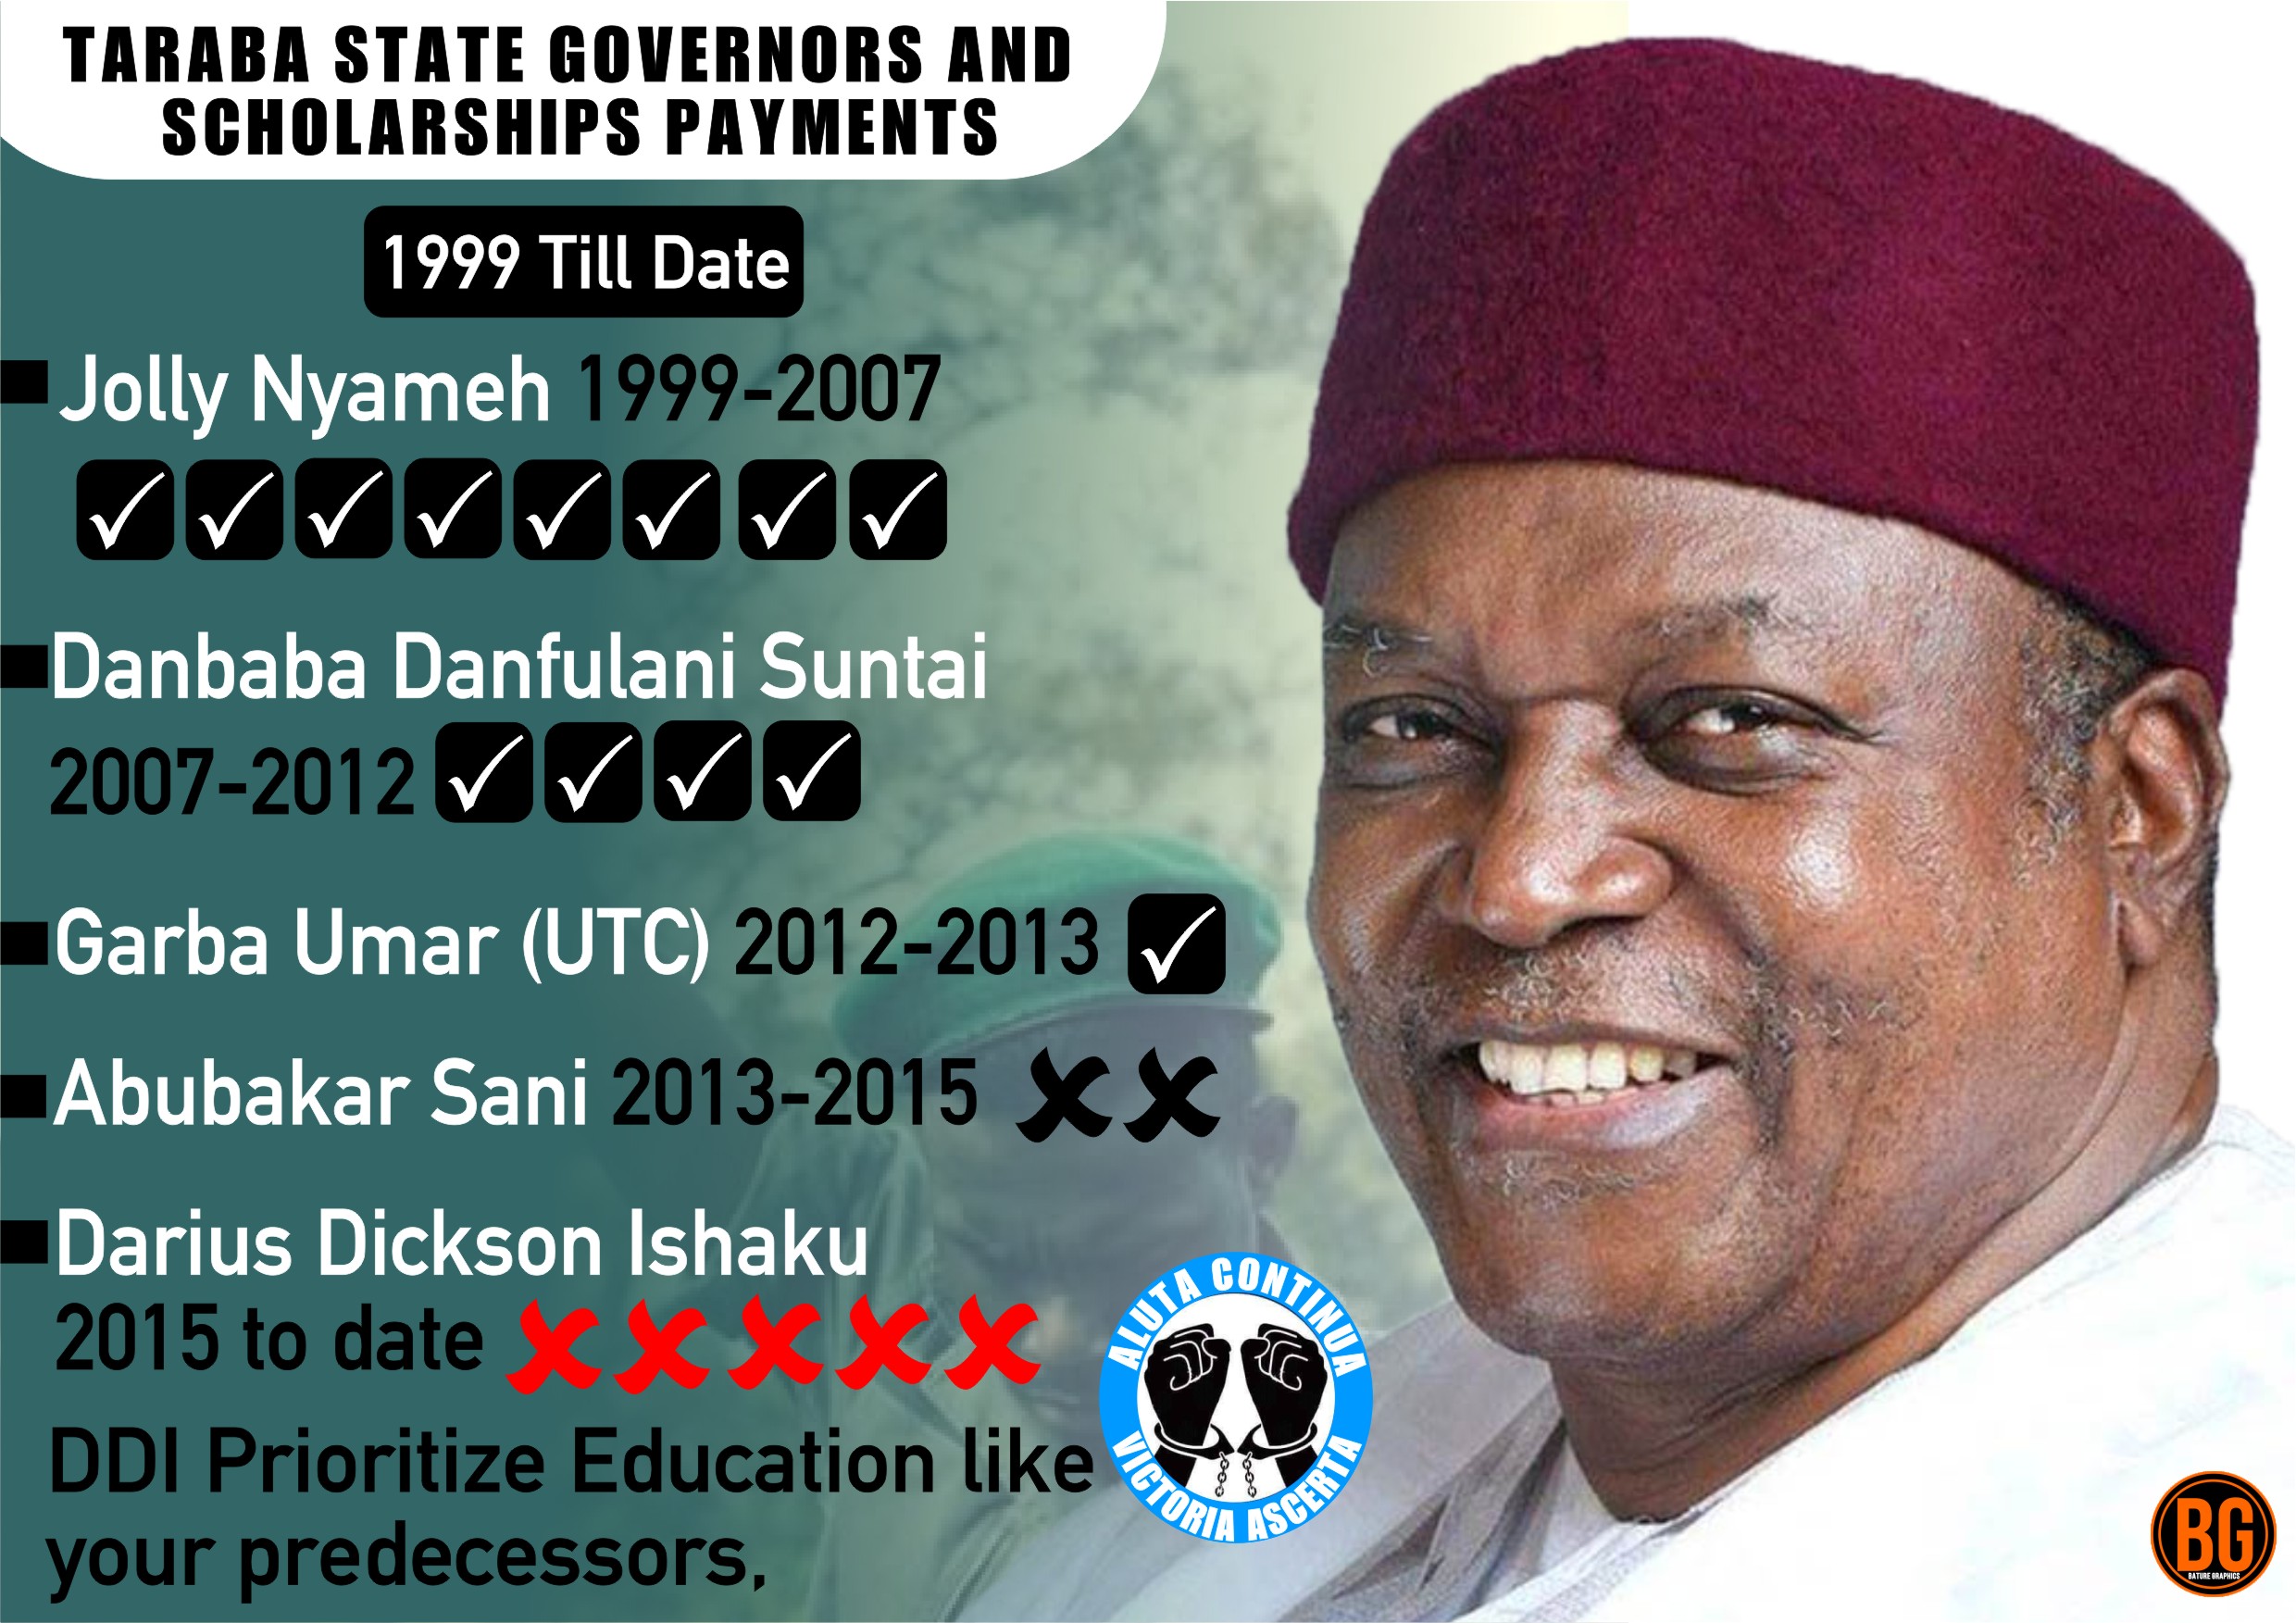 TARABA STATE GOVERNORS AND
SCHOLARSHIPS PAYMENTS
1999 Till Date
Jolly Nyameh 1999-2007
Danbaba Danfulani Suntai
2007-2012
Garba Umar (UTC) 2012-2013
Abubakar Sani 2013-2015
Darius Dickson Ishaku
2015 to date
DDI Prioritize Education like
your predecessors,
ALUTA CONTINUA
VICTORIA ASCERTA
BG
BATURE GRAPHICS